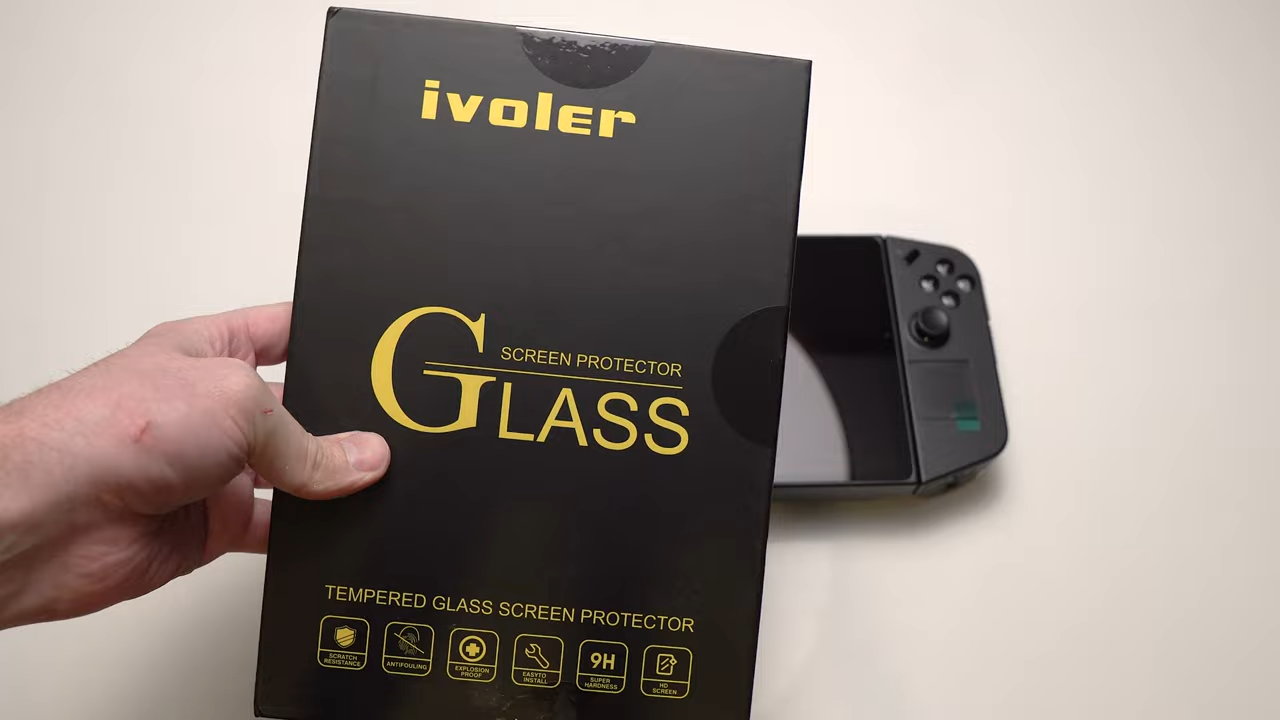 ivoler
SCREEN PROTECTOR
GLASS
TEMPERED GLASS SCREEN PROTECTOR
SCRATCH
RESISTANCE
ANTIFOULING
EXPLOSION
PROOF
EASYTO
INSTALL
9H
SUPER
HARDNESS
HD
SCREEN